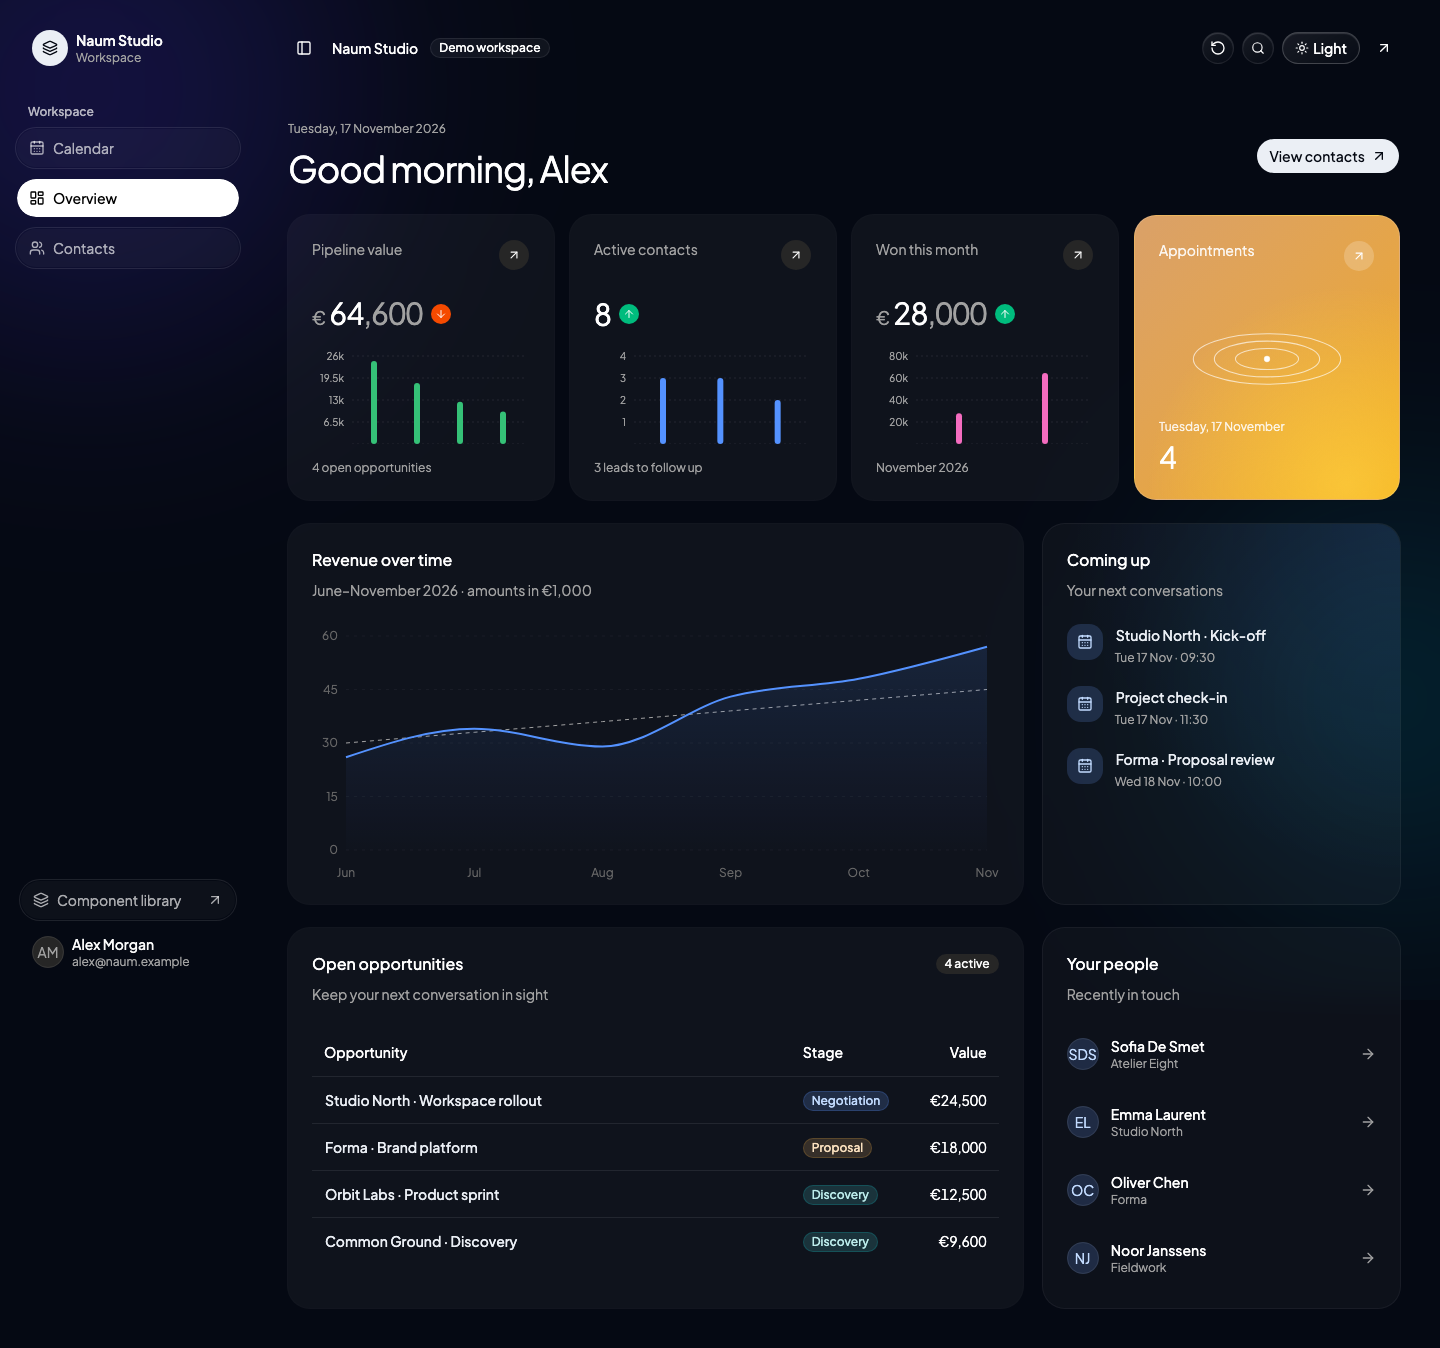 Naum Studio
Workspace
Workspace
Calendar
Overview
Contacts
Component library
AM
Alex Morgan
alex@naum.example
Naum Studio
Demo workspace
Light
Tuesday, 17 November 2026
Good morning, Alex
View contacts
Pipeline value
€ 64,600
26k
19.5k
13k
6.5k
4 open opportunities
Active contacts
8
4
3
2
1
3 leads to follow up
Won this month
€ 28,000
80k
60k
40k
20k
November 2026
Appointments
Tuesday, 17 November
4
Revenue over time
June–November 2026 · amounts in €1,000
60
45
30
15
0
Jun Jul Aug Sep Oct Nov
Coming up
Your next conversations
Studio North · Kick-off
Tue 17 Nov · 09:30
Project check-in
Tue 17 Nov · 11:30
Forma · Proposal review
Wed 18 Nov · 10:00
Open opportunities
4 active
Keep your next conversation in sight
Opportunity Stage Value
Studio North · Workspace rollout Negotiation €24,500
Forma · Brand platform Proposal €18,000
Orbit Labs · Product sprint Discovery €12,500
Common Ground · Discovery Discovery €9,600
Your people
Recently in touch
SDS
Sofia De Smet
Atelier Eight
EL
Emma Laurent
Studio North
OC
Oliver Chen
Forma
NJ
Noor Janssens
Fieldwork